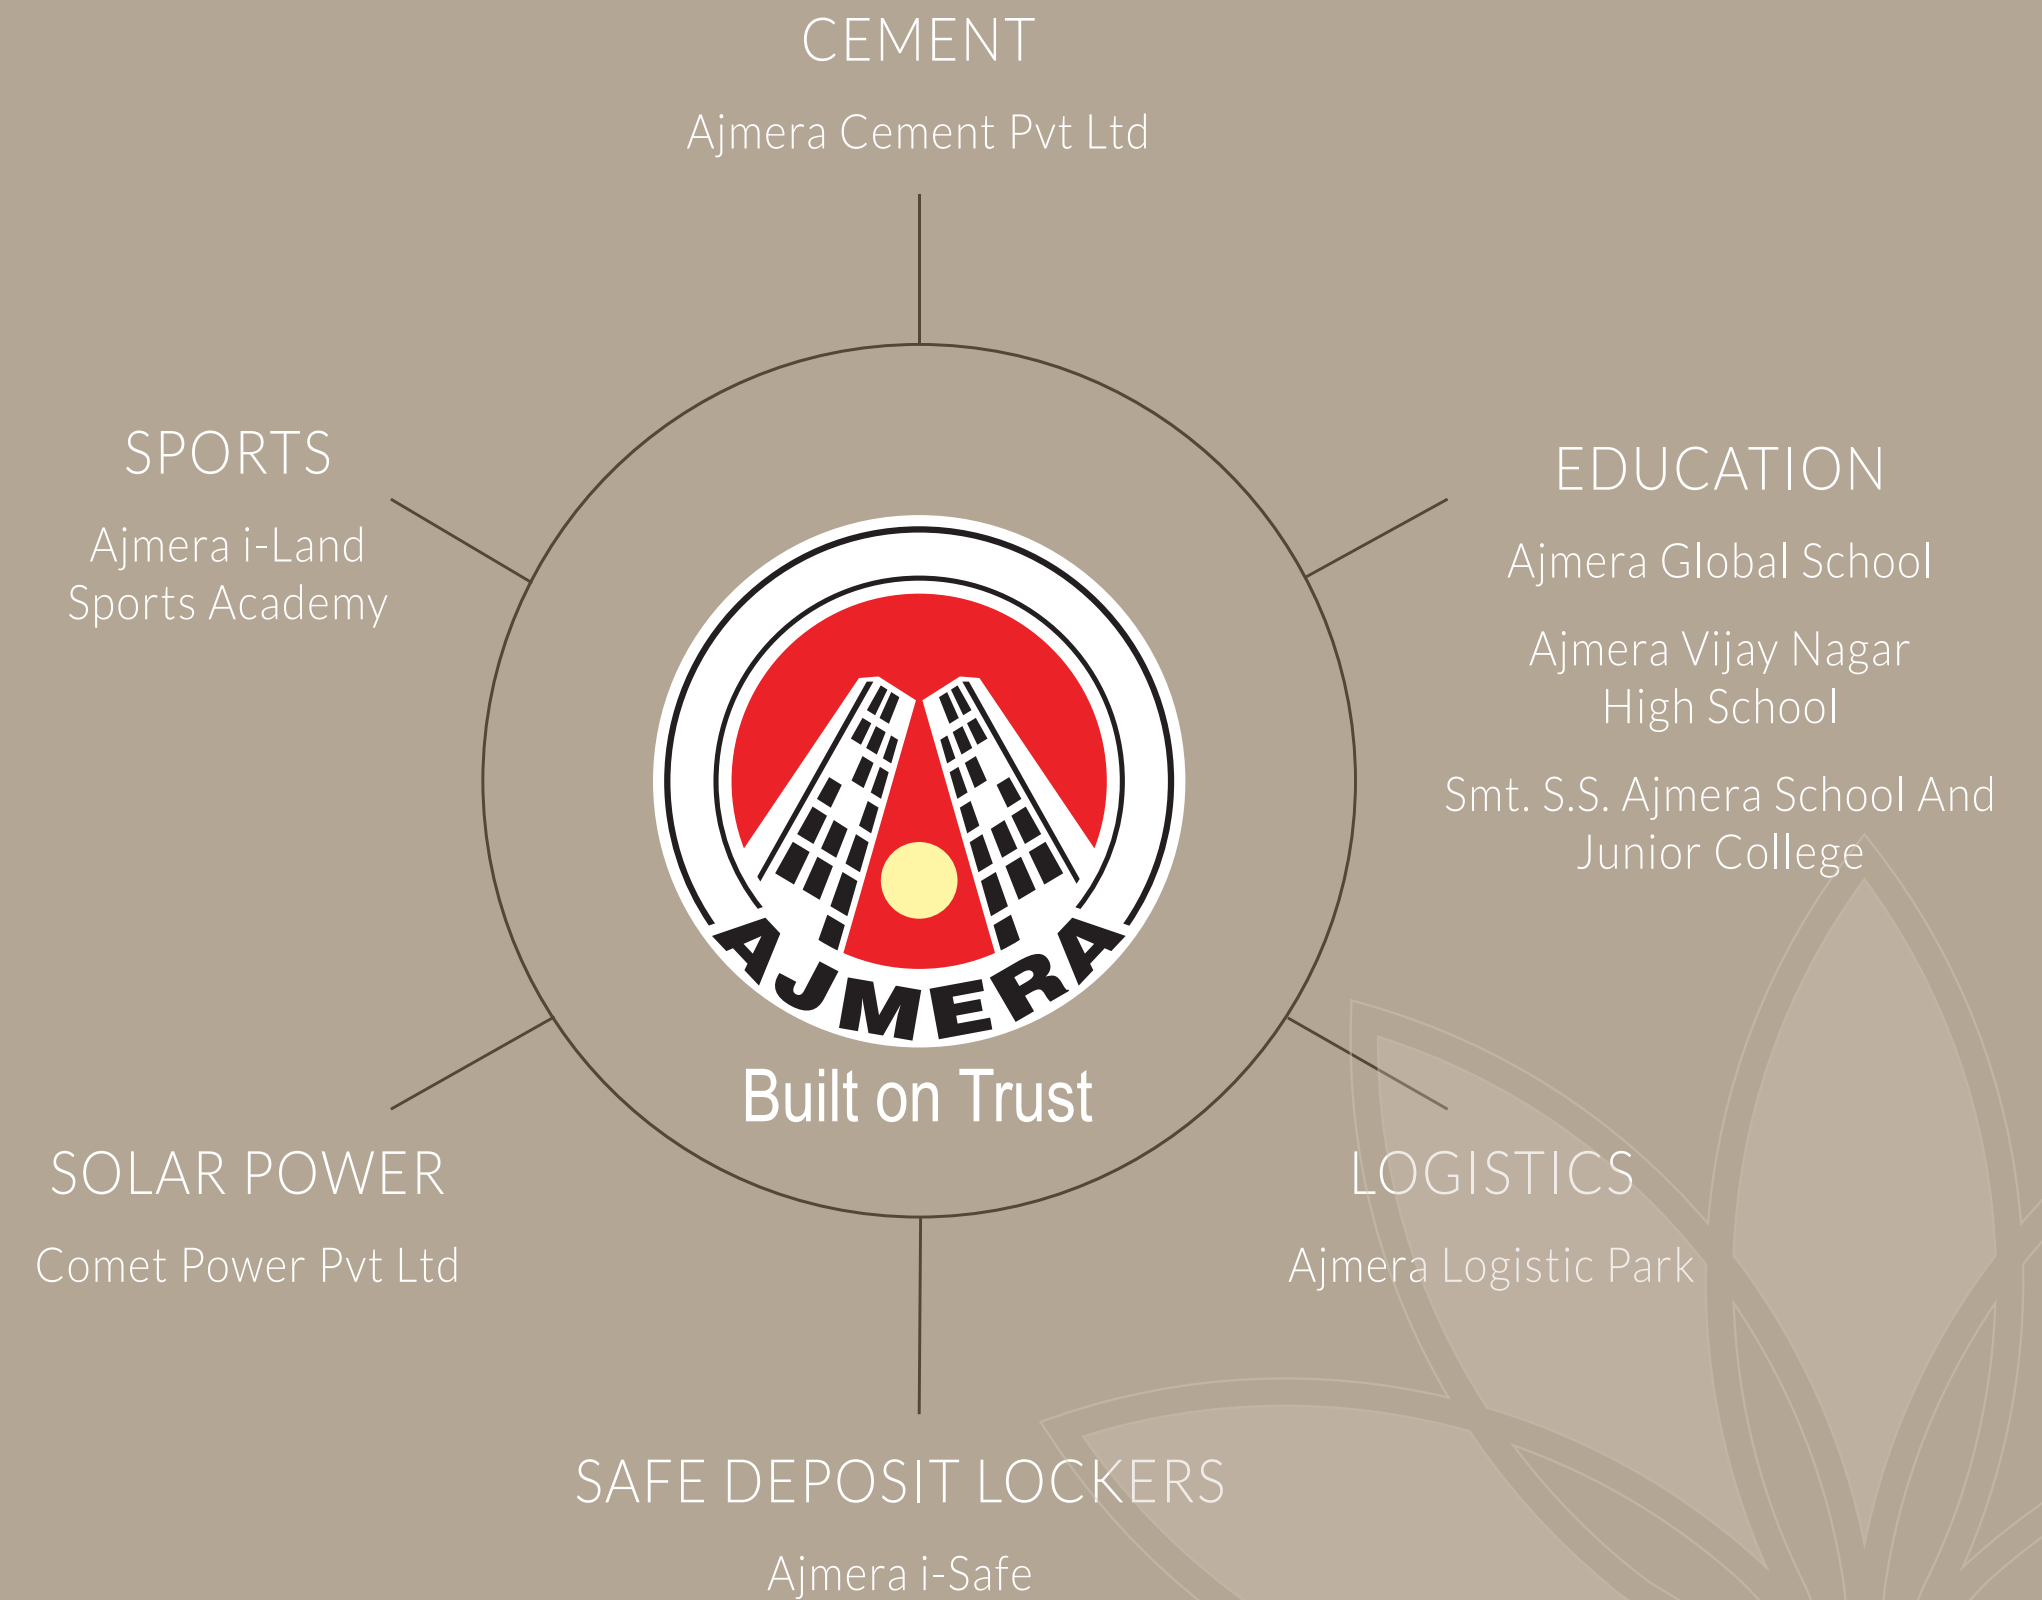 CEMENT
Ajmera Cement Pvt Ltd
SPORTS
Ajmera i-Land
Sports Academy
EDUCATION
Ajmera Global School
Ajmera Vijay Nagar
High School
Smt. S.S. Ajmera School And
Junior College
AJMERA
Built on Trust
SOLAR POWER
Comet Power Pvt Ltd
LOGISTICS
Ajmera Logistic Park
SAFE DEPOSIT LOCKERS
Ajmera i-Safe